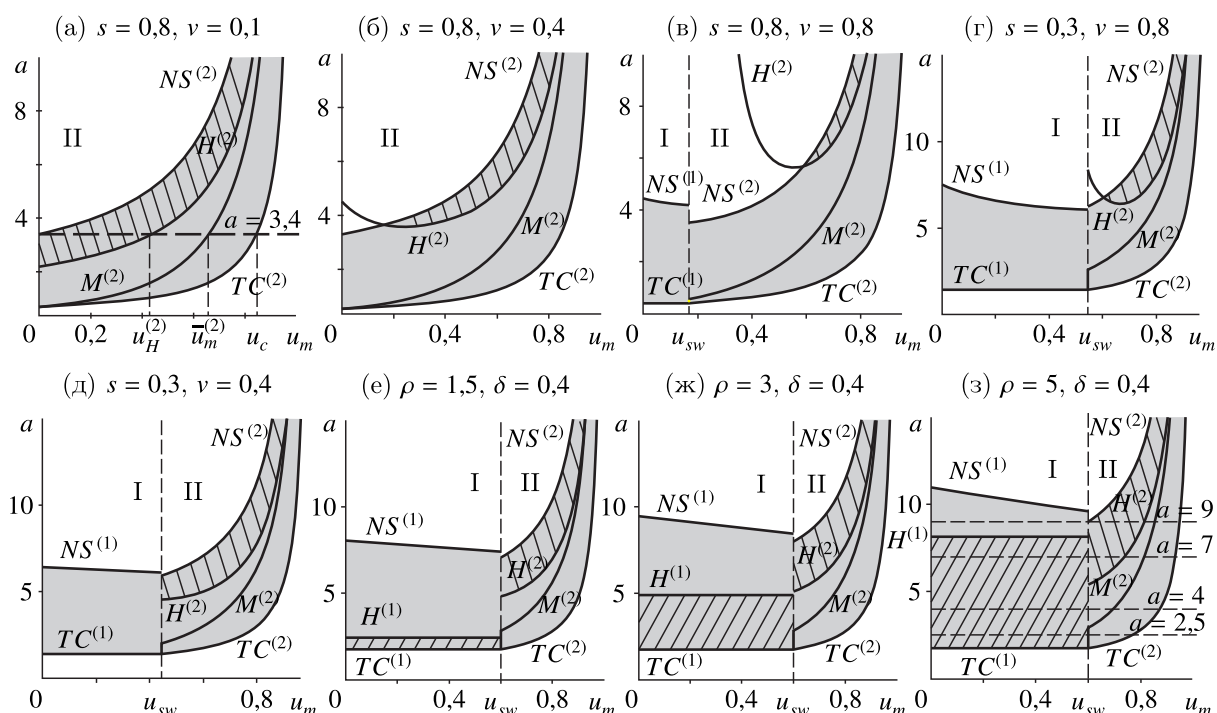 (а) s = 0,8, v = 0,1
a
NS(2)
8
II
H(2)
4
a = 3,4
M(2)
TC(2)
0 0,2 u_H^(2) u̅_m^(2) u_c u_m
(б) s = 0,8, v = 0,4
a
NS(2)
8
II
4
H(2)
M(2)
TC(2)
0 0,4 0,8 u_m
(в) s = 0,8, v = 0,8
a
H(2)
8
I II
NS(1) NS(2)
4
M(2)
TC(1)
TC(2)
0 u_sw 0,4 0,8 u_m
(г) s = 0,3, v = 0,8
a
NS(2)
I II
10
NS(1)
H(2)
5
M(2)
TC(1)
TC(2)
0 0,4 u_sw 0,8 u_m
(д) s = 0,3, v = 0,4
a
NS(2)
10
I II
NS(1)
5
H(2) M(2)
TC(1)
TC(2)
0 u_sw 0,8 u_m
(е) ρ = 1,5, δ = 0,4
a
NS(2)
I II
10
NS(1)
H(2)
5
H(1)
M(2)
TC(1)
TC(2)
0 0,4 u_sw u_m
(ж) ρ = 3, δ = 0,4
a
NS(2)
I II
10
NS(1)
H(2)
H(1)
5
M(2)
TC(1)
TC(2)
0 0,4 u_sw u_m
(з) ρ = 5, δ = 0,4
a
NS(2)
NS(1)
I II
10
H(2)
a = 9
H(1)
a = 7
M(2)
5
a = 4
a = 2,5
TC(1)
TC(2)
0 0,4 u_sw u_m